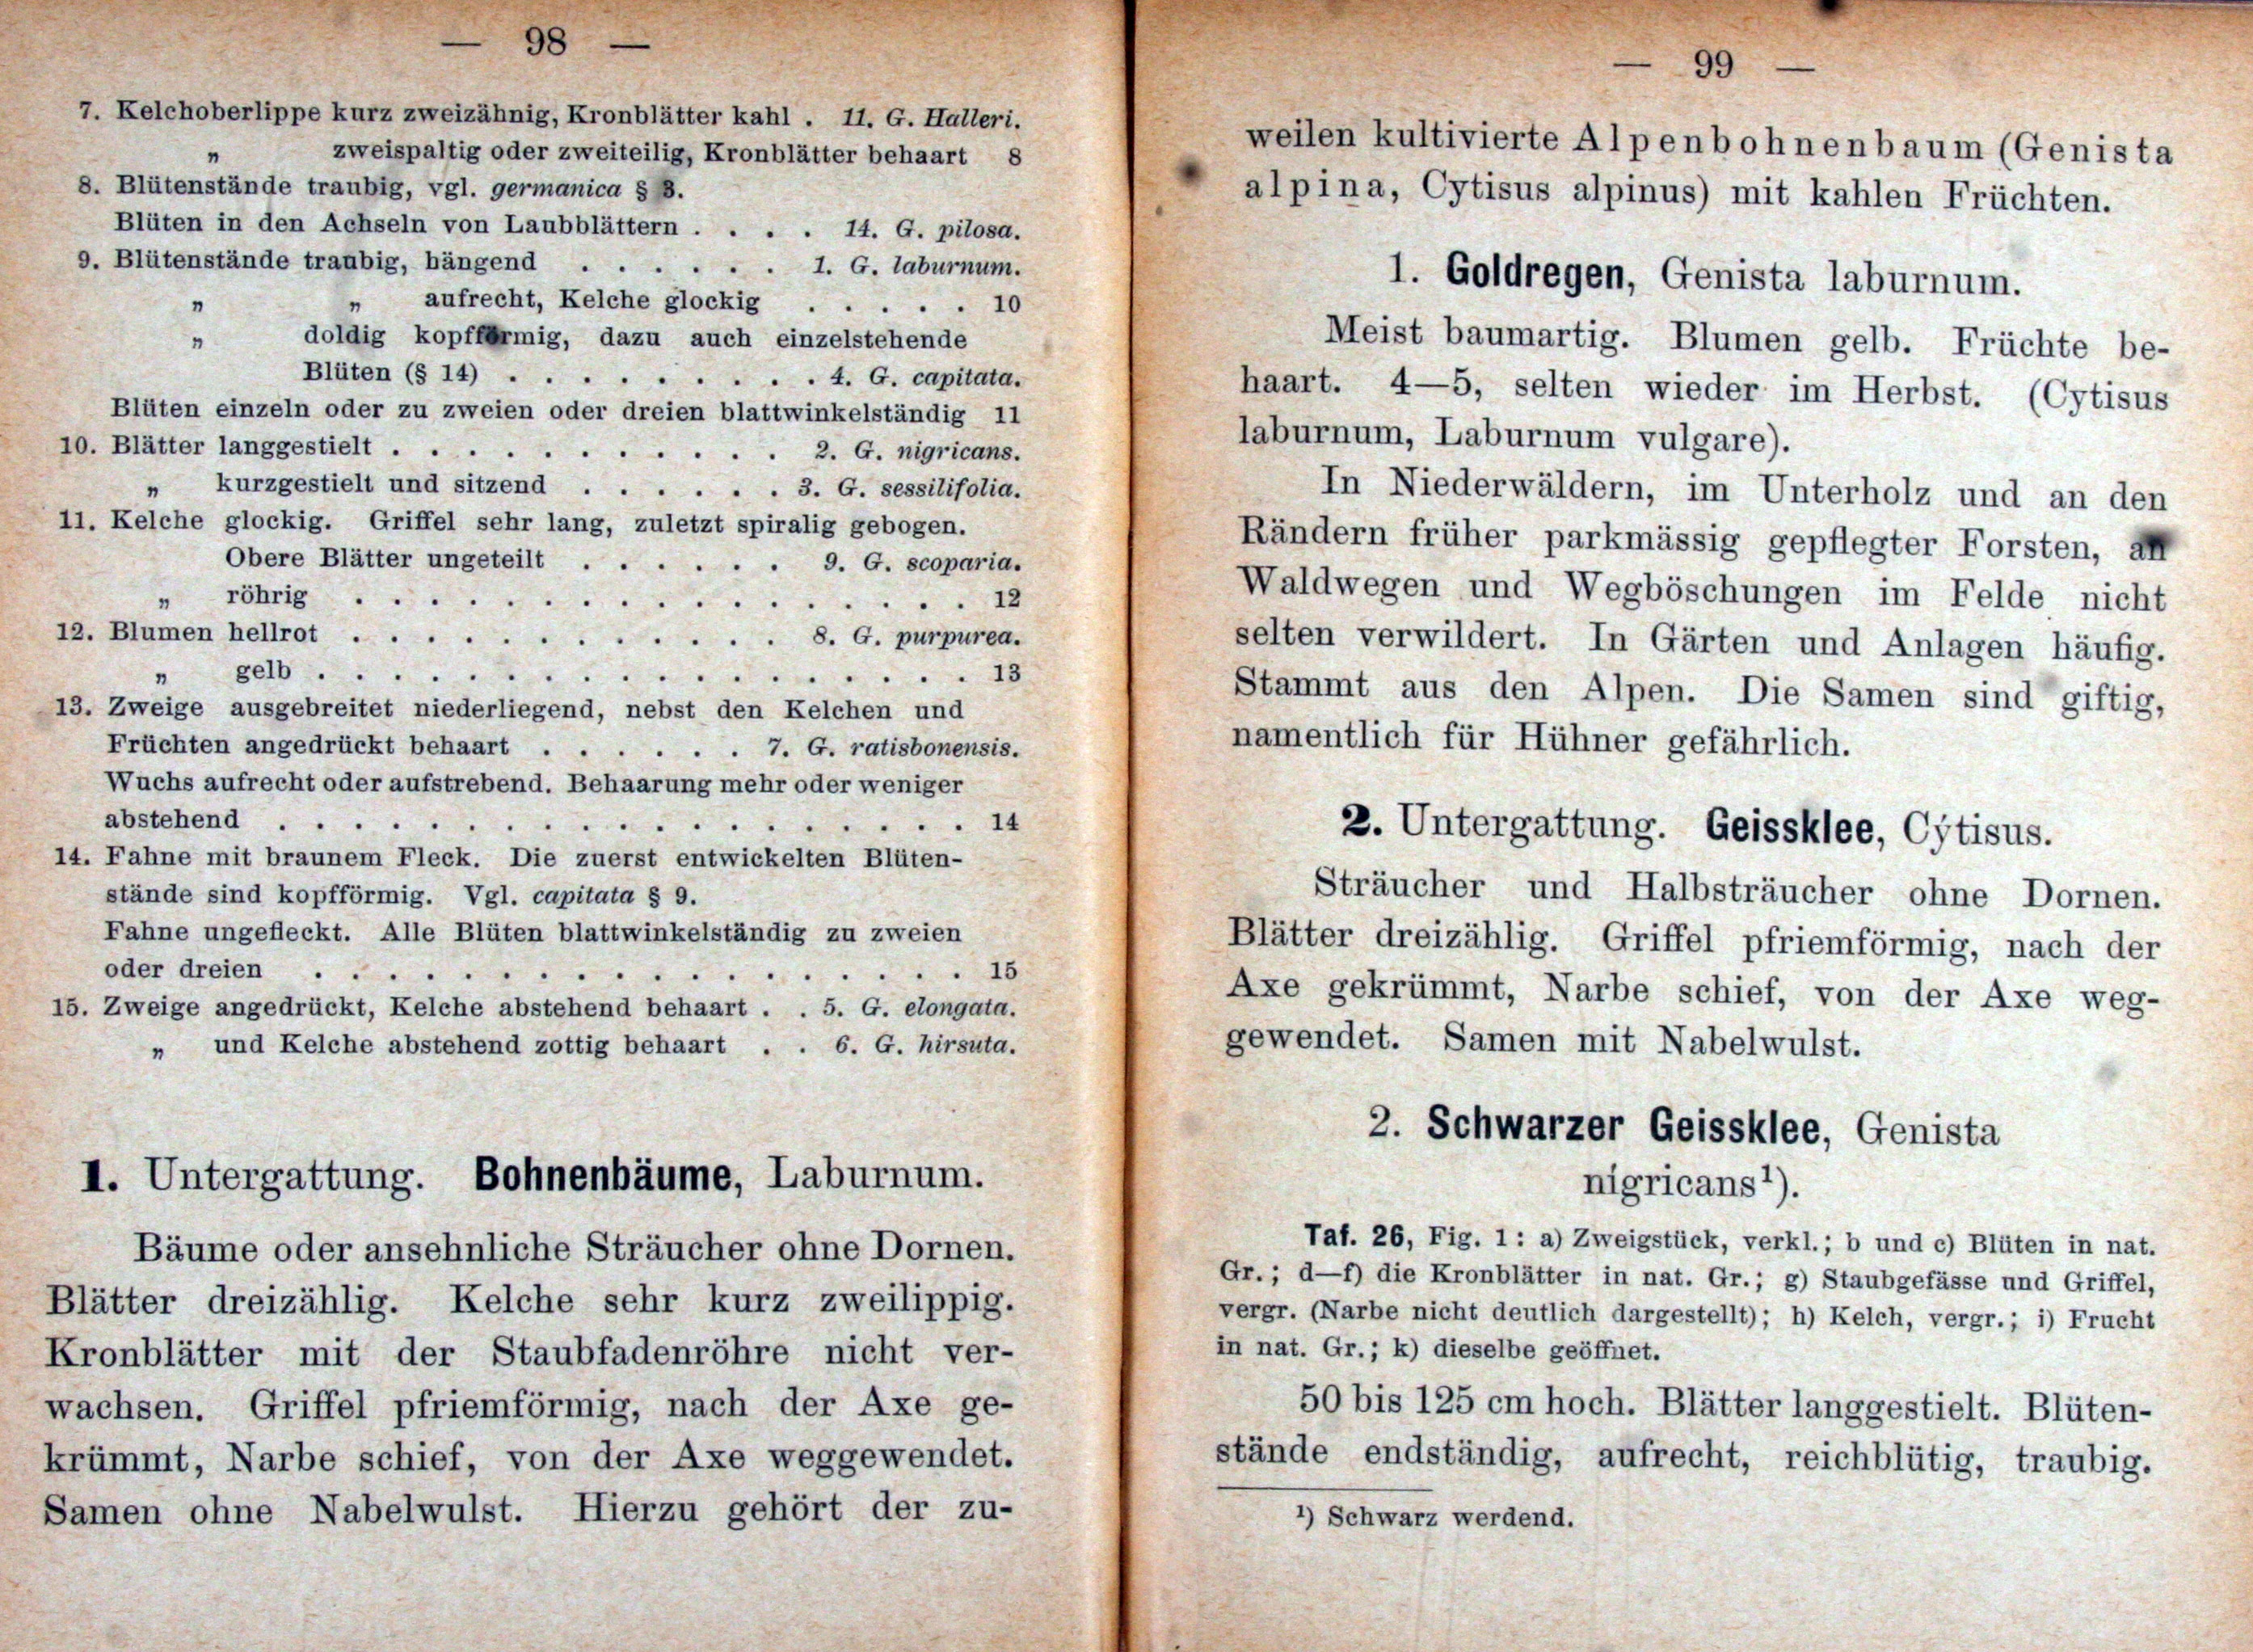 — 98 —
7. Kelchoberlippe kurz zweizähnig, Kronblätter kahl . 11. G. Halleri.
„ zweispaltig oder zweiteilig, Kronblätter behaart 8
8. Blütenstände traubig, vgl. germanica § 3.
Blüten in den Achseln von Laubblättern . . . . 14. G. pilosa.
9. Blütenstände traubig, hängend . . . . . . 1. G. laburnum.
„ „ aufrecht, Kelche glockig . . . . . 10
„ doldig kopfförmig, dazu auch einzelstehende
Blüten (§ 14) . . . . . . . . . 4. G. capitata.
Blüten einzeln oder zu zweien oder dreien blattwinkelständig 11
10. Blätter langgestielt . . . . . . . . . . . 2. G. nigricans.
„ kurzgestielt und sitzend . . . . . . 3. G. sessilifolia.
11. Kelche glockig. Griffel sehr lang, zuletzt spiralig gebogen.
Obere Blätter ungeteilt . . . . . . 9. G. scoparia.
„ röhrig . . . . . . . . . . . . . . . . . 12
12. Blumen hellrot . . . . . . . . . . . . 8. G. purpurea.
„ gelb . . . . . . . . . . . . . . . . . . 13
13. Zweige ausgebreitet niederliegend, nebst den Kelchen und
Früchten angedrückt behaart . . . . . . 7. G. ratisbonensis.
Wuchs aufrecht oder aufstrebend. Behaarung mehr oder weniger
abstehend . . . . . . . . . . . . . . . . . . . 14
14. Fahne mit braunem Fleck. Die zuerst entwickelten Blüten-
stände sind kopfförmig. Vgl. capitata § 9.
Fahne ungefleckt. Alle Blüten blattwinkelständig zu zweien
oder dreien . . . . . . . . . . . . . . . . . . 15
15. Zweige angedrückt, Kelche abstehend behaart . . 5. G. elongata.
„ und Kelche abstehend zottig behaart . . 6. G. hirsuta.
1. Untergattung. Bohnenbäume, Laburnum.
Bäume oder ansehnliche Sträucher ohne Dornen.
Blätter dreizählig. Kelche sehr kurz zweilippig.
Kronblätter mit der Staubfadenröhre nicht ver-
wachsen. Griffel pfriemförmig, nach der Axe ge-
krümmt, Narbe schief, von der Axe weggewendet.
Samen ohne Nabelwulst. Hierzu gehört der zu-
— 99 —
weilen kultivierte Alpenbohnenbaum (Genista
alpina, Cytisus alpinus) mit kahlen Früchten.
1. Goldregen, Genista laburnum.
Meist baumartig. Blumen gelb. Früchte be-
haart. 4—5, selten wieder im Herbst. (Cytisus
laburnum, Laburnum vulgare).
In Niederwäldern, im Unterholz und an den
Rändern früher parkmässig gepflegter Forsten, an
Waldwegen und Wegböschungen im Felde nicht
selten verwildert. In Gärten und Anlagen häufig.
Stammt aus den Alpen. Die Samen sind giftig,
namentlich für Hühner gefährlich.
2. Untergattung. Geissklee, Cytisus.
Sträucher und Halbsträucher ohne Dornen.
Blätter dreizählig. Griffel pfriemförmig, nach der
Axe gekrümmt, Narbe schief, von der Axe weg-
gewendet. Samen mit Nabelwulst.
2. Schwarzer Geissklee, Genista
nigricans¹).
Taf. 26, Fig. 1: a) Zweigstück, verkl.; b und c) Blüten in nat.
Gr.; d—f) die Kronblätter in nat. Gr.; g) Staubgefässe und Griffel,
vergr. (Narbe nicht deutlich dargestellt); h) Kelch, vergr.; i) Frucht
in nat. Gr.; k) dieselbe geöffnet.
50 bis 125 cm hoch. Blätter langgestielt. Blüten-
stände endständig, aufrecht, reichblütig, traubig.
¹) Schwarz werdend.